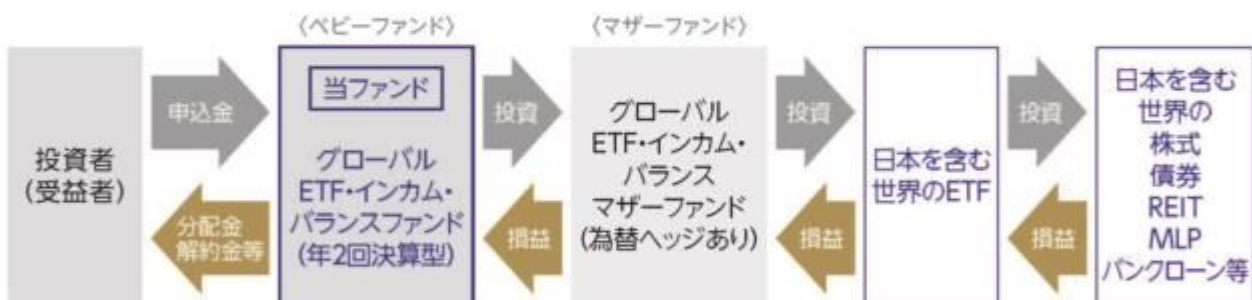 〈ベビーファンド〉
〈マザーファンド〉
投資者
(受益者)
申込金
分配金
解約金等
当ファンド
グローバル
ETF・インカム・
バランスファンド
(年2回決算型)
投資
損益
グローバル
ETF・インカム・
バランス
マザーファンド
(為替ヘッジあり)
投資
損益
日本を含む
世界のETF
投資
損益
日本を含む
世界の
株式
債券
REIT
MLP
バンクローン等